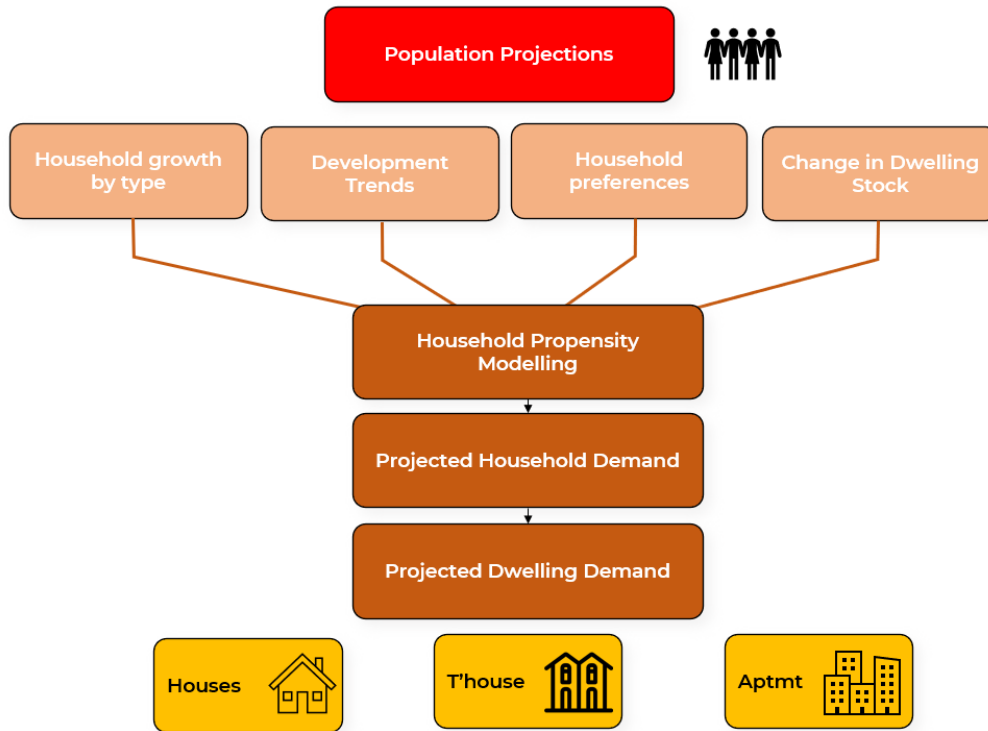 Population Projections
Household growth
by type
Development
Trends
Household
preferences
Change in Dwelling
Stock
Household Propensity
Modelling
Projected Household Demand
Projected Dwelling Demand
Houses
T'house
Aptmt